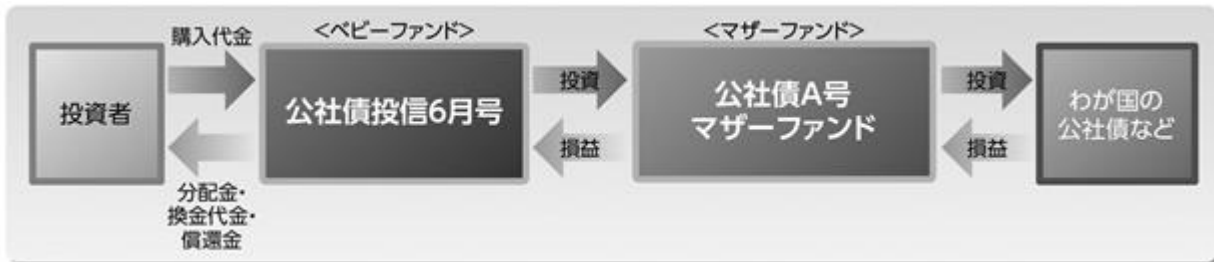 購入代金
<ベビーファンド>
<マザーファンド>
投資者
公社債投信6月号
投資
公社債A号
マザーファンド
投資
わが国の
公社債など
損益
損益
分配金・
換金代金・
償還金